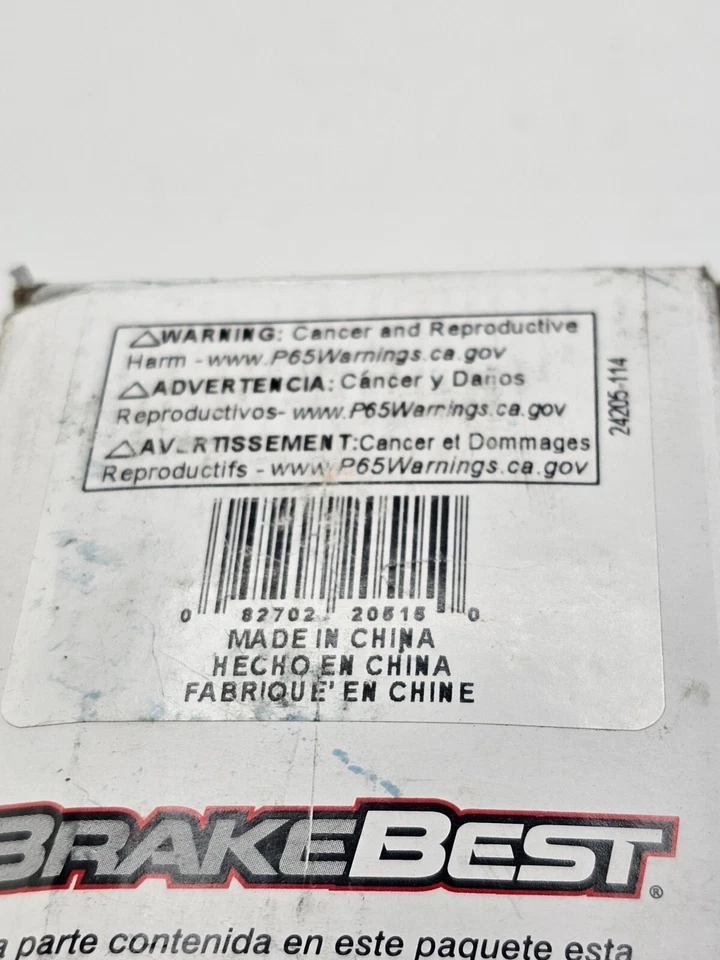 ⚠WARNING: Cancer and Reproductive
Harm - www.P65Warnings.ca.gov
⚠ADVERTENCIA: Cáncer y Daños
Reproductivos- www.P65Warnings.ca.gov
⚠AVERTISSEMENT:Cancer et Dommages
Reproductifs - www.P65Warnings.ca.gov
24205-114
0 82702 20515 0
MADE IN CHINA
HECHO EN CHINA
FABRIQUE' EN CHINE
BRAKEBEST®
parte contenida en este paquete esta